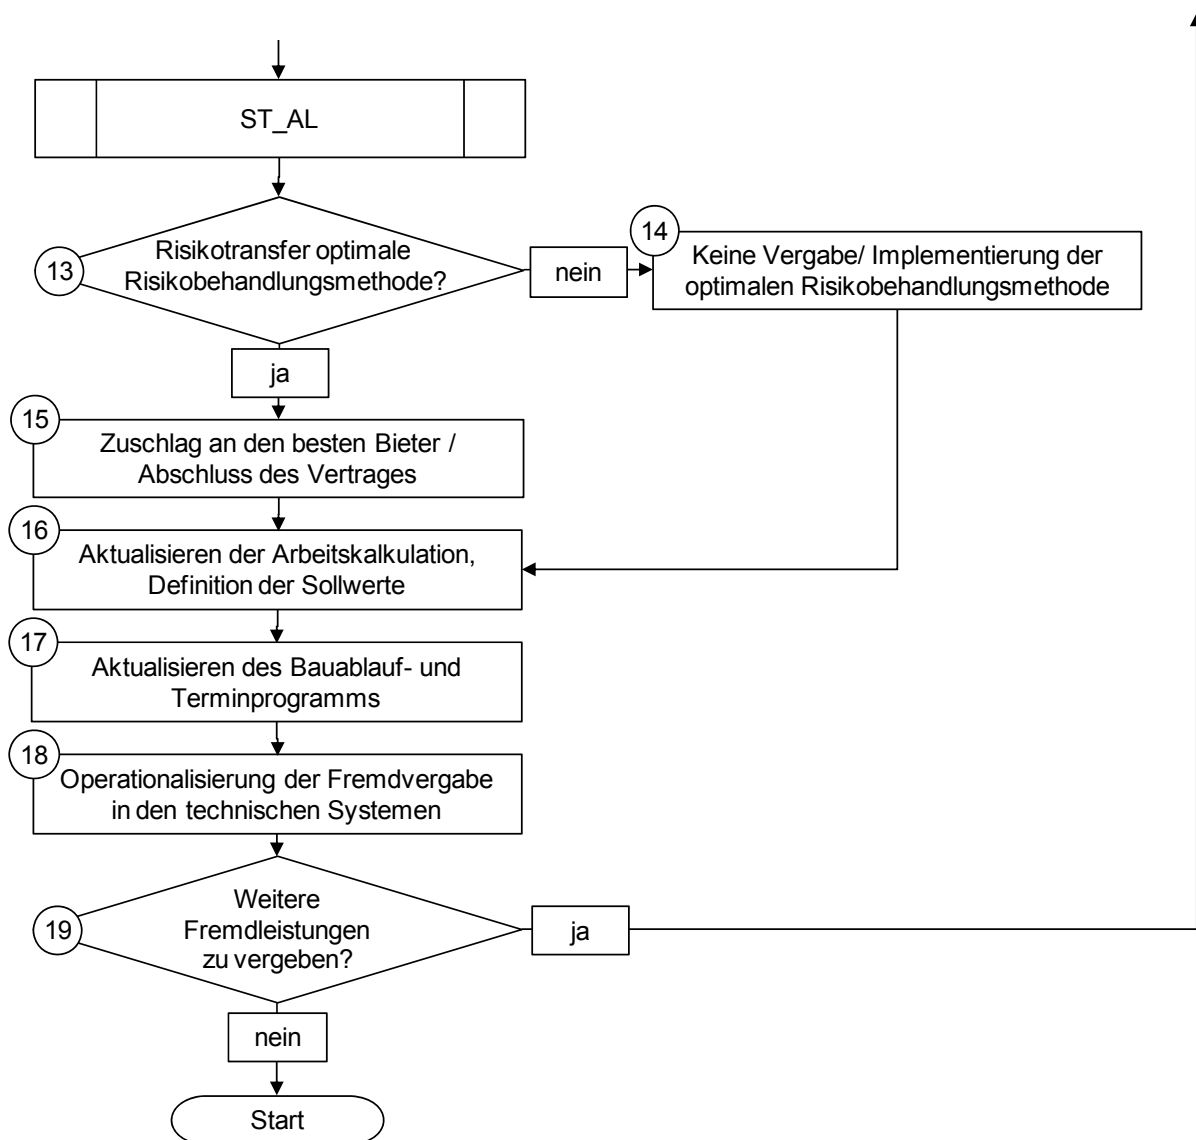 ST_AL
13
Risikotransfer optimale
Risikobehandlungsmethode?
nein
14
Keine Vergabe/ Implementierung der
optimalen Risikobehandlungsmethode
ja
15
Zuschlag an den besten Bieter /
Abschluss des Vertrages
16
Aktualisieren der Arbeitskalkulation,
Definition der Sollwerte
17
Aktualisieren des Bauablauf- und
Terminprogramms
18
Operationalisierung der Fremdvergabe
in den technischen Systemen
19
Weitere
Fremdleistungen
zu vergeben?
ja
nein
Start